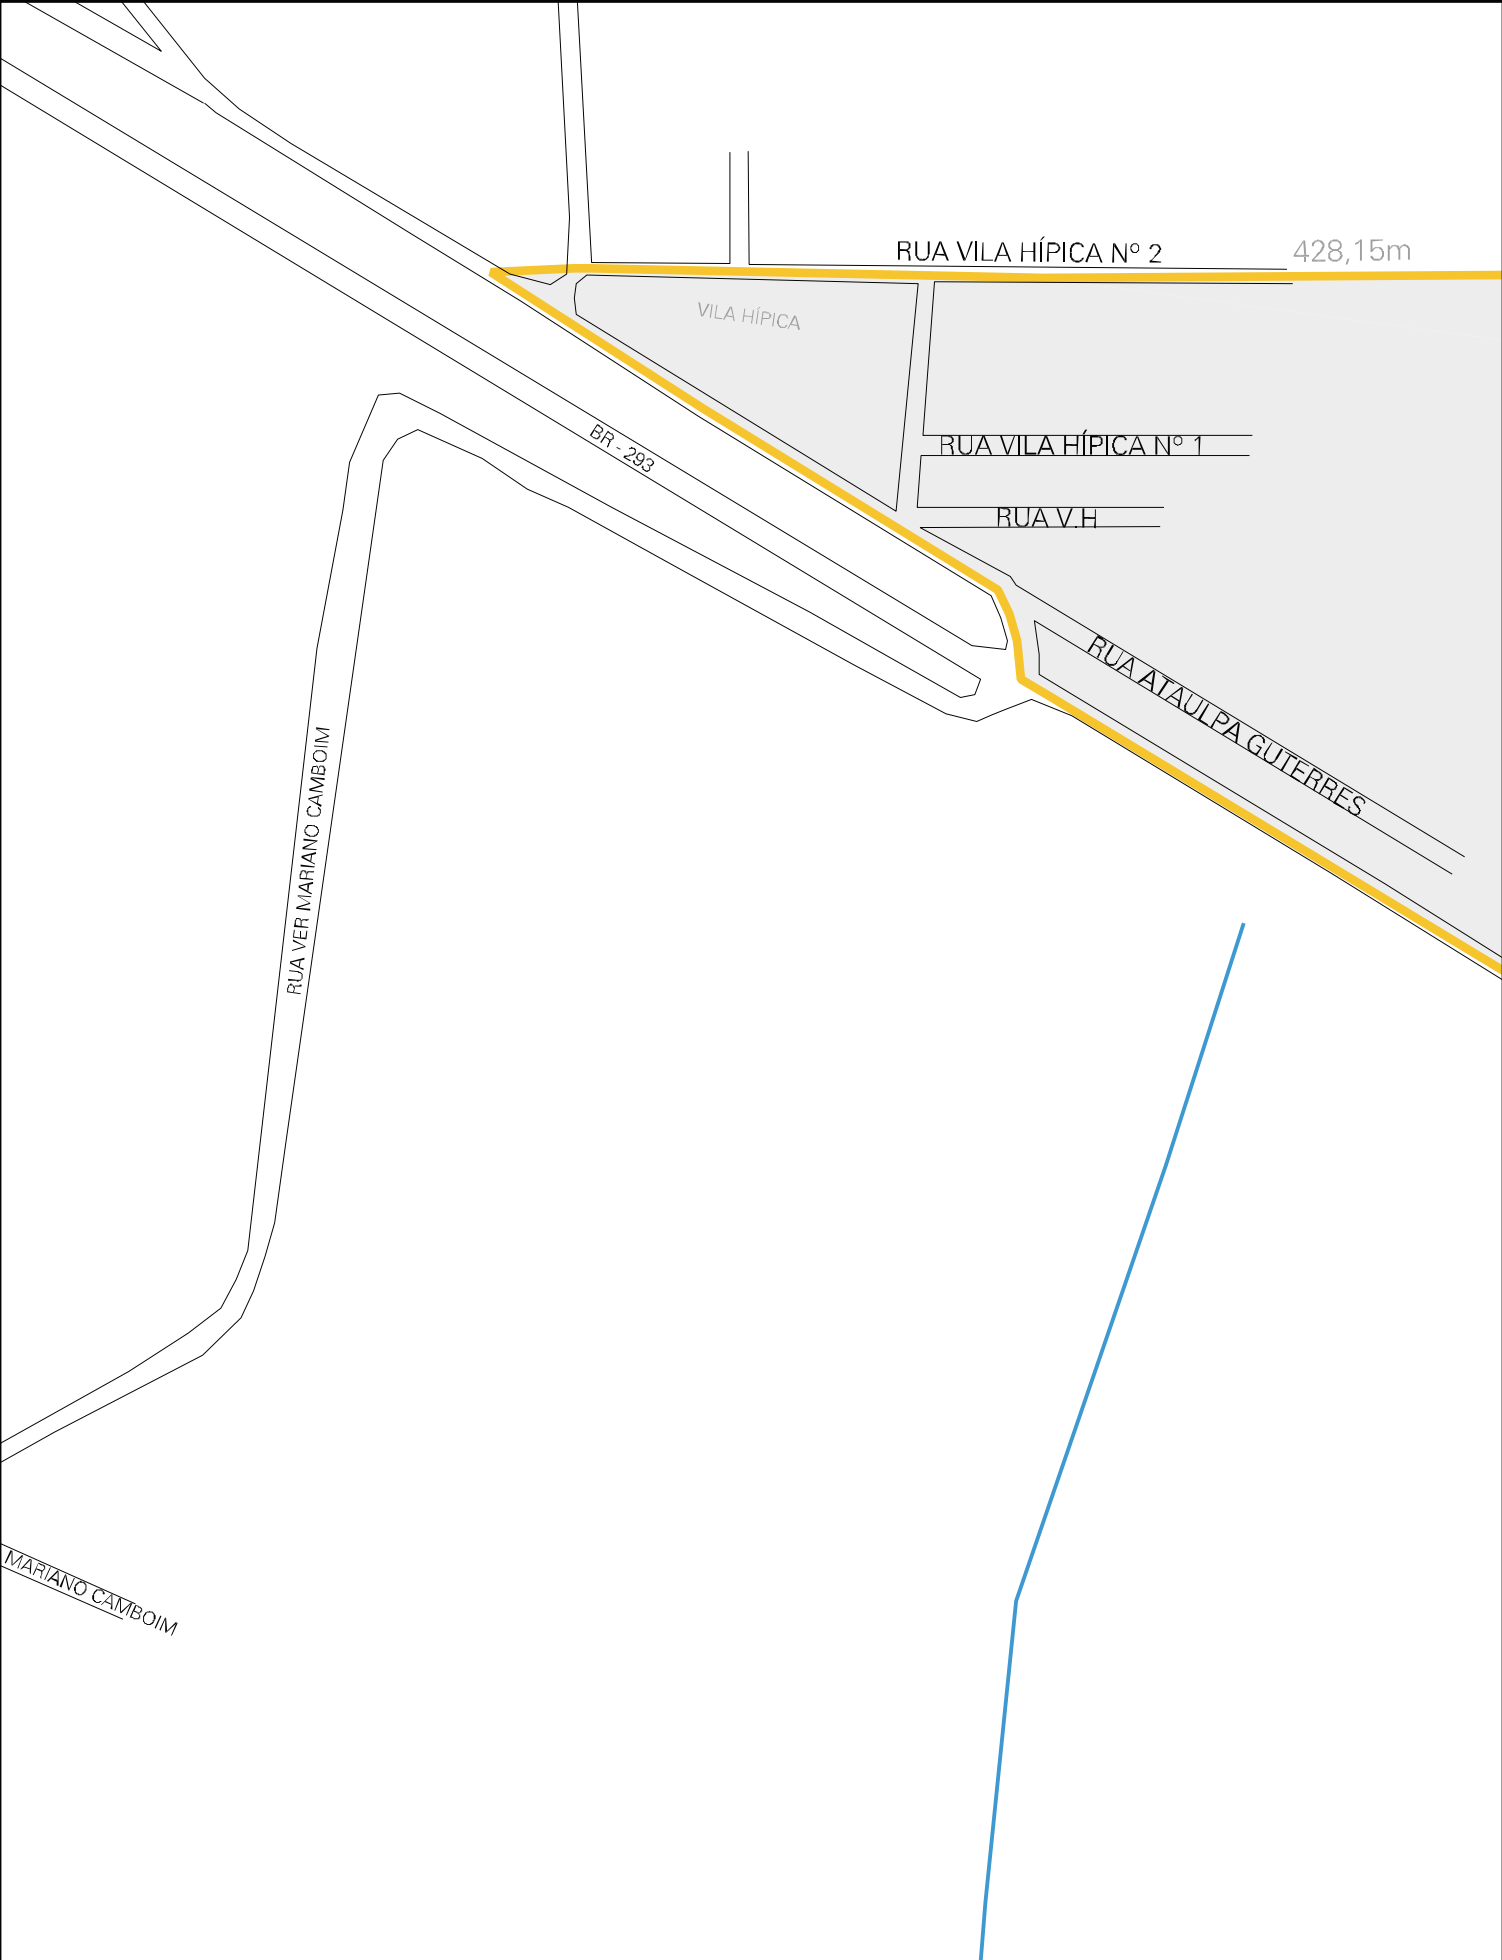 RUA VILA HÍPICA Nº 2
428,15m
VILA HÍPICA
BR - 293
RUA VILA HÍPICA Nº 1
RUA V.H
RUA ATAULPA GUTERRES
RUA VER MARIANO CAMBOIM
MARIANO CAMBOIM